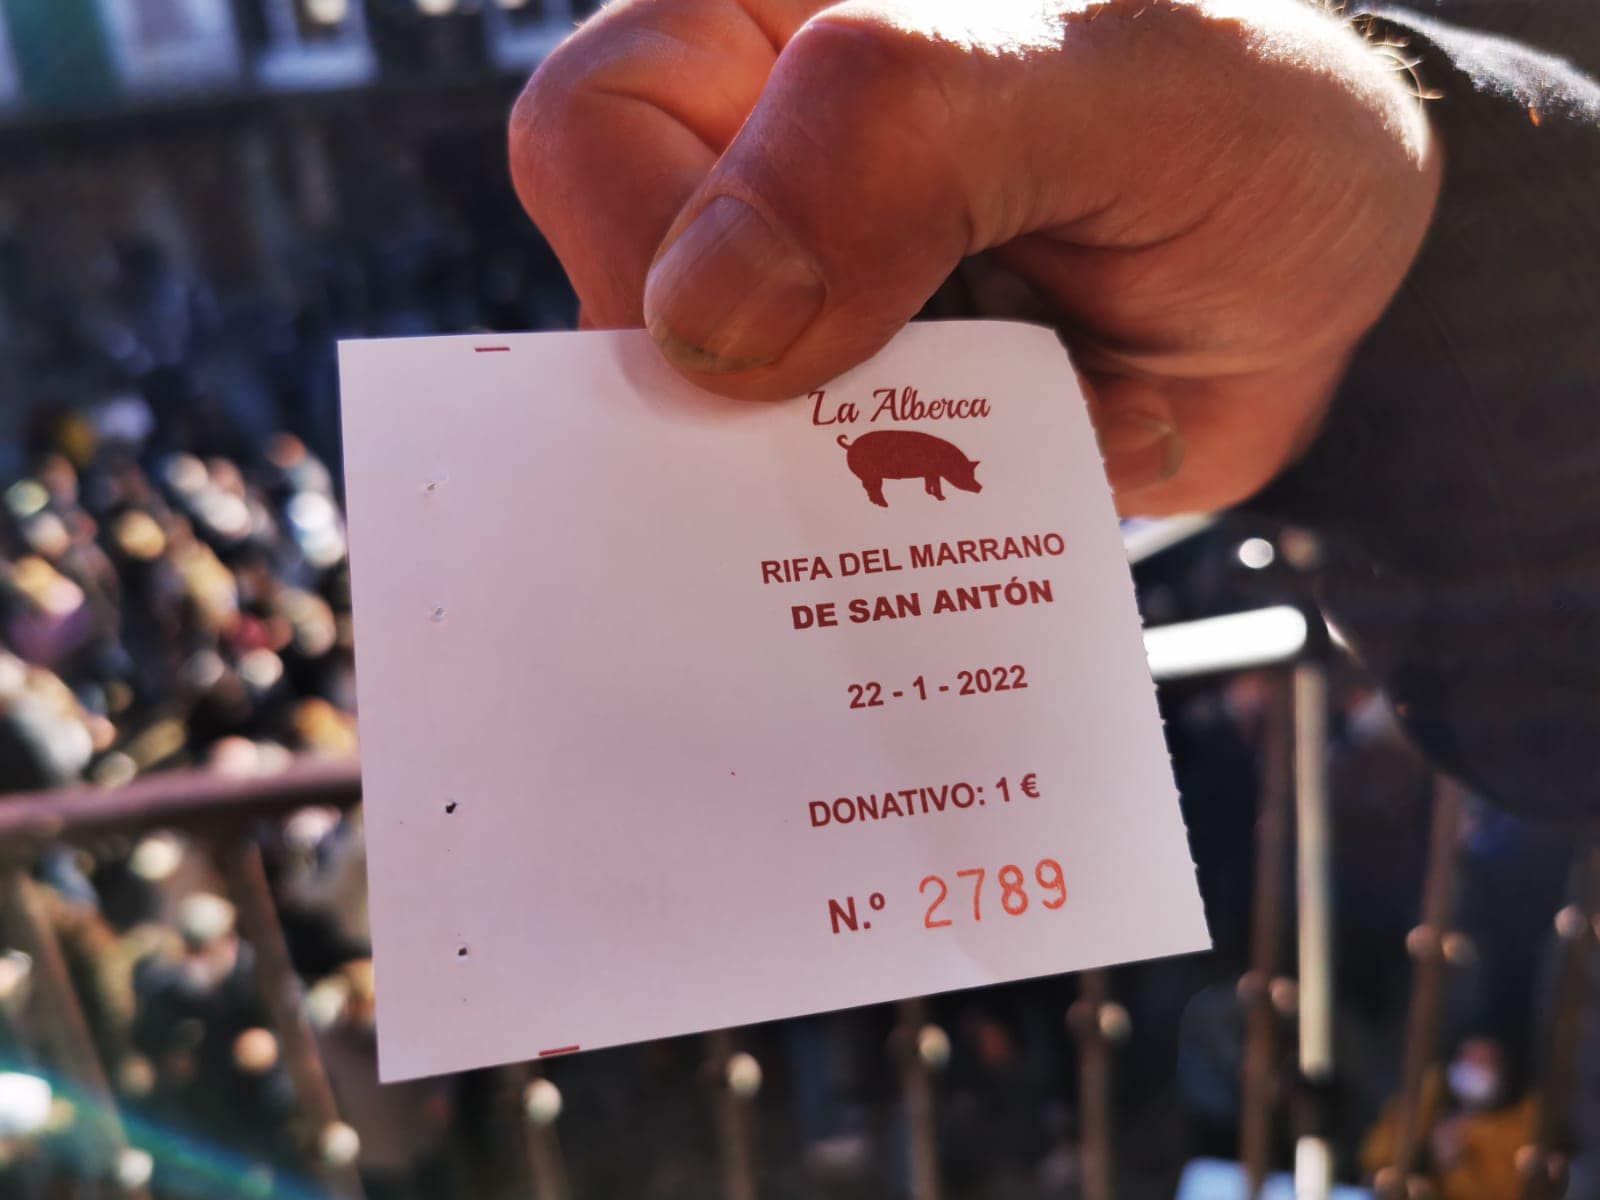 La Alberca
RIFA DEL MARRANO
DE SAN ANTÓN
22 - 1 - 2022
DONATIVO: 1 €
N.º 2789